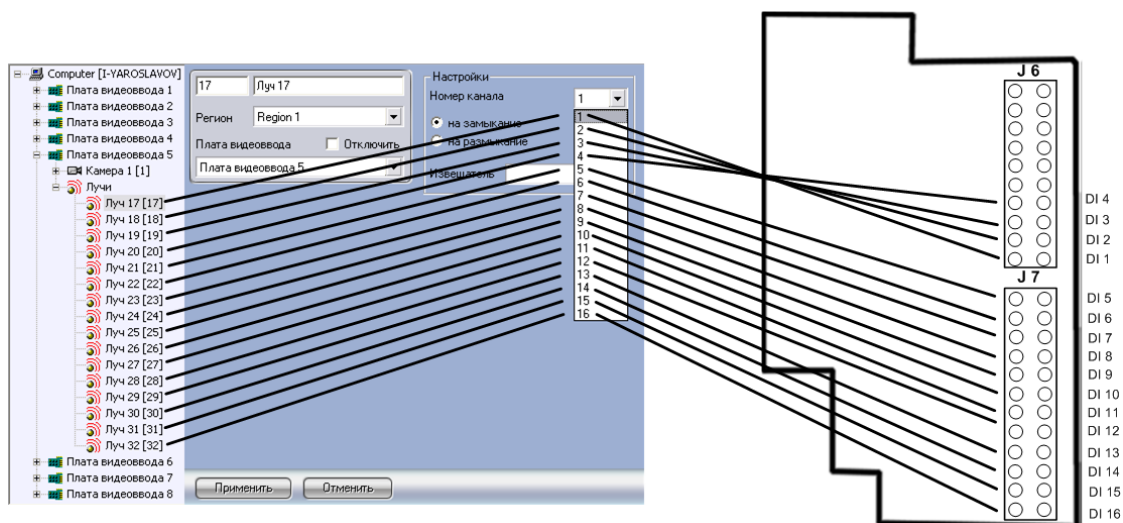 Computer [I-YAROSLAVOV]
Плата видеоввода 1
Плата видеоввода 2
Плата видеоввода 3
Плата видеоввода 4
Плата видеоввода 5
Камера 1 [1]
Лучи
Луч 17 [17]
Луч 18 [18]
Луч 19 [19]
Луч 20 [20]
Луч 21 [21]
Луч 22 [22]
Луч 23 [23]
Луч 24 [24]
Луч 25 [25]
Луч 26 [26]
Луч 27 [27]
Луч 28 [28]
Луч 29 [29]
Луч 30 [30]
Луч 31 [31]
Луч 32 [32]
Плата видеоввода 6
Плата видеоввода 7
Плата видеоввода 8
17 Луч 17
Регион Region 1
Плата видеоввода Отключить
Плата видеоввода 5
Настройки
Номер канала 1
на замыкание
на размыкание
Извещатель
1
2
3
4
5
6
7
8
9
10
11
12
13
14
15
16
Применить Отменить
J 6
DI 4
DI 3
DI 2
DI 1
J 7
DI 5
DI 6
DI 7
DI 8
DI 9
DI 10
DI 11
DI 12
DI 13
DI 14
DI 15
DI 16